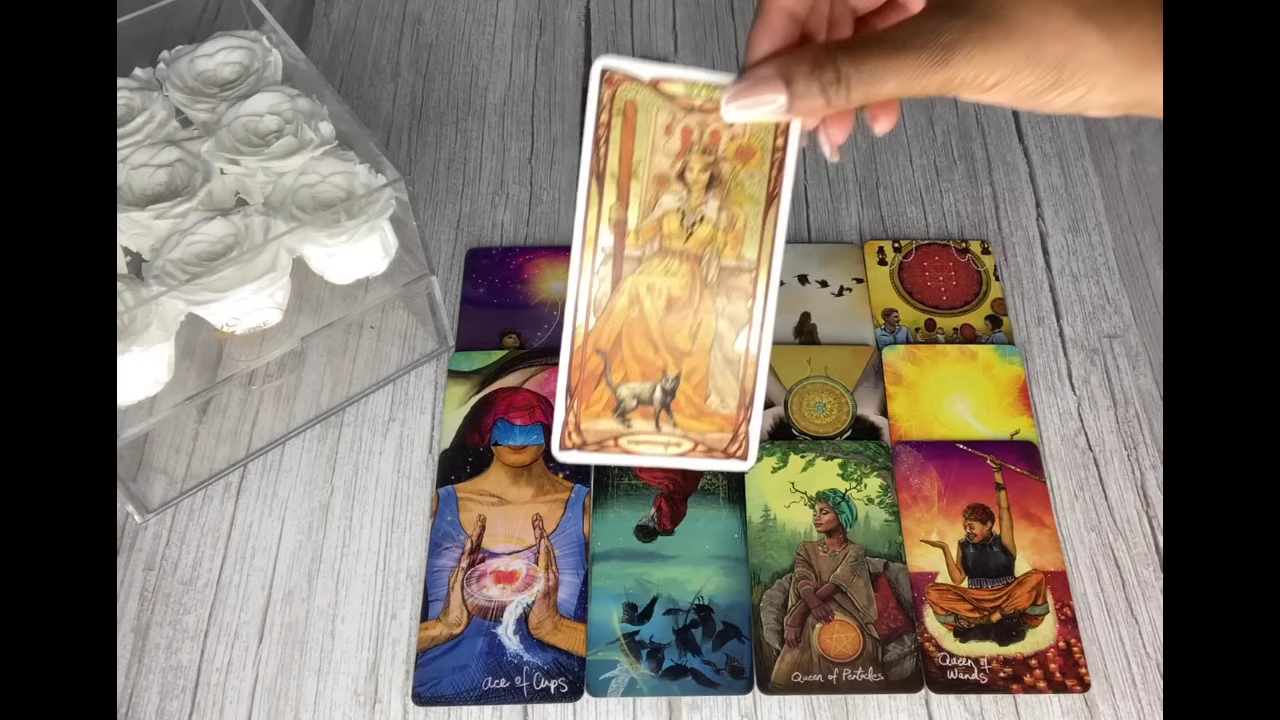 ace of Cups
Queen of Pentacles
Queen of
Wands